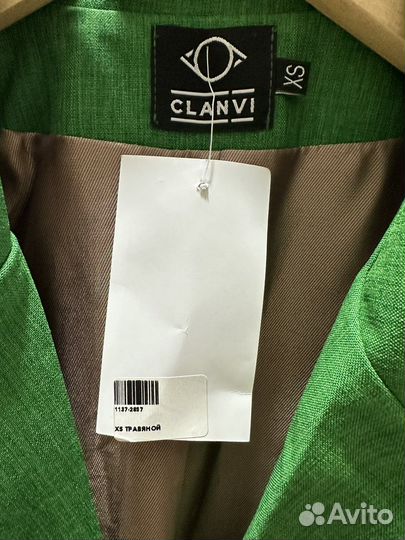 CLANVI
XS
1137-2857
XS ТРАВЯНОЙ
Avito